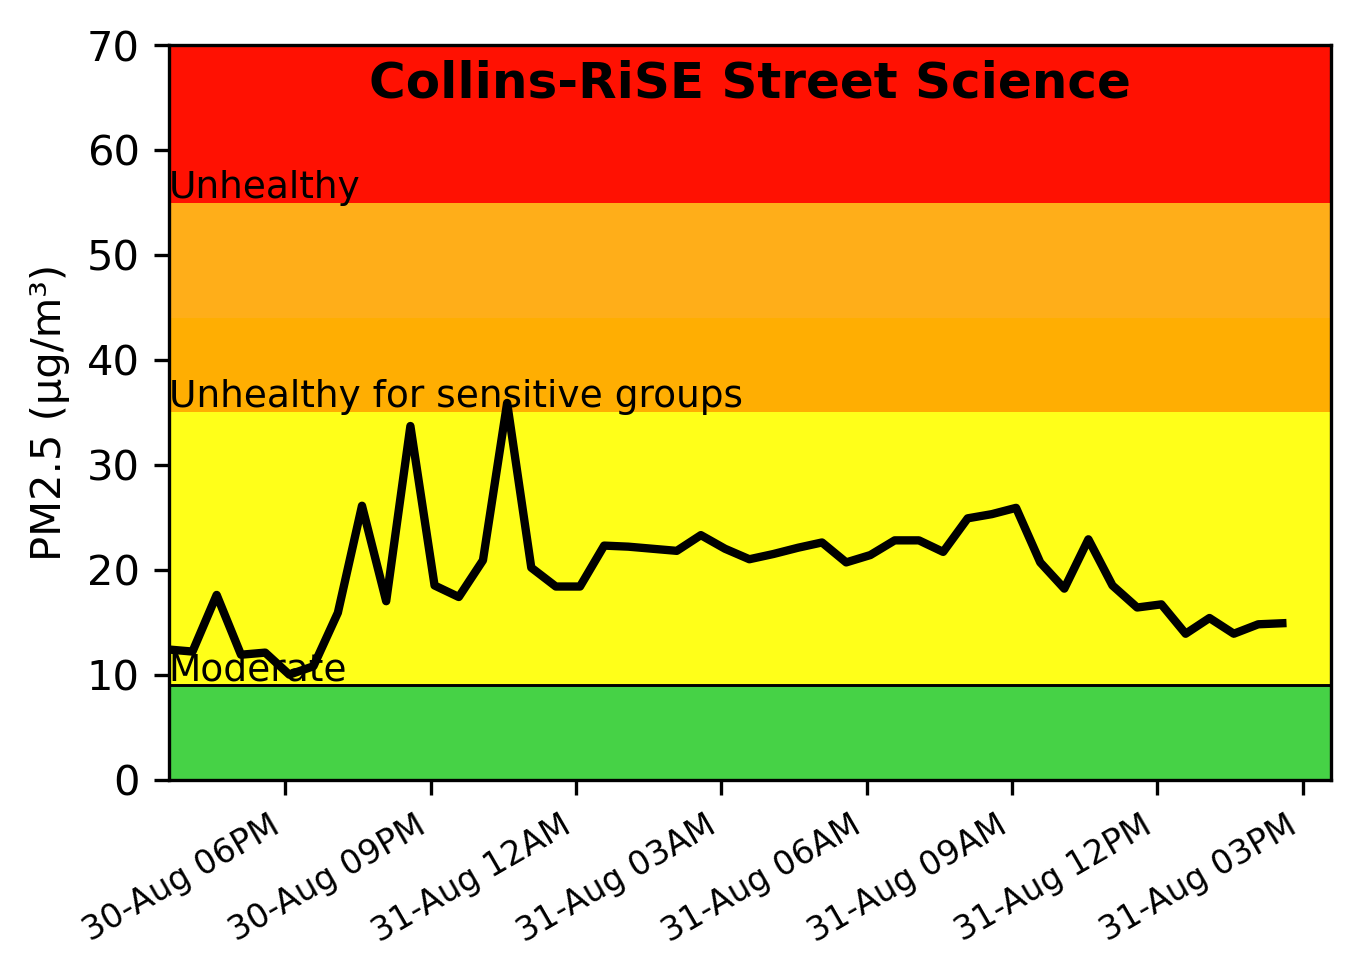 Collins-RiSE Street Science
70
60
Unhealthy
50
40
Unhealthy for sensitive groups
30
20
Moderate
10
0
PM2.5 (µg/m³)
30-Aug 06PM
30-Aug 09PM
31-Aug 12AM
31-Aug 03AM
31-Aug 06AM
31-Aug 09AM
31-Aug 12PM
31-Aug 03PM